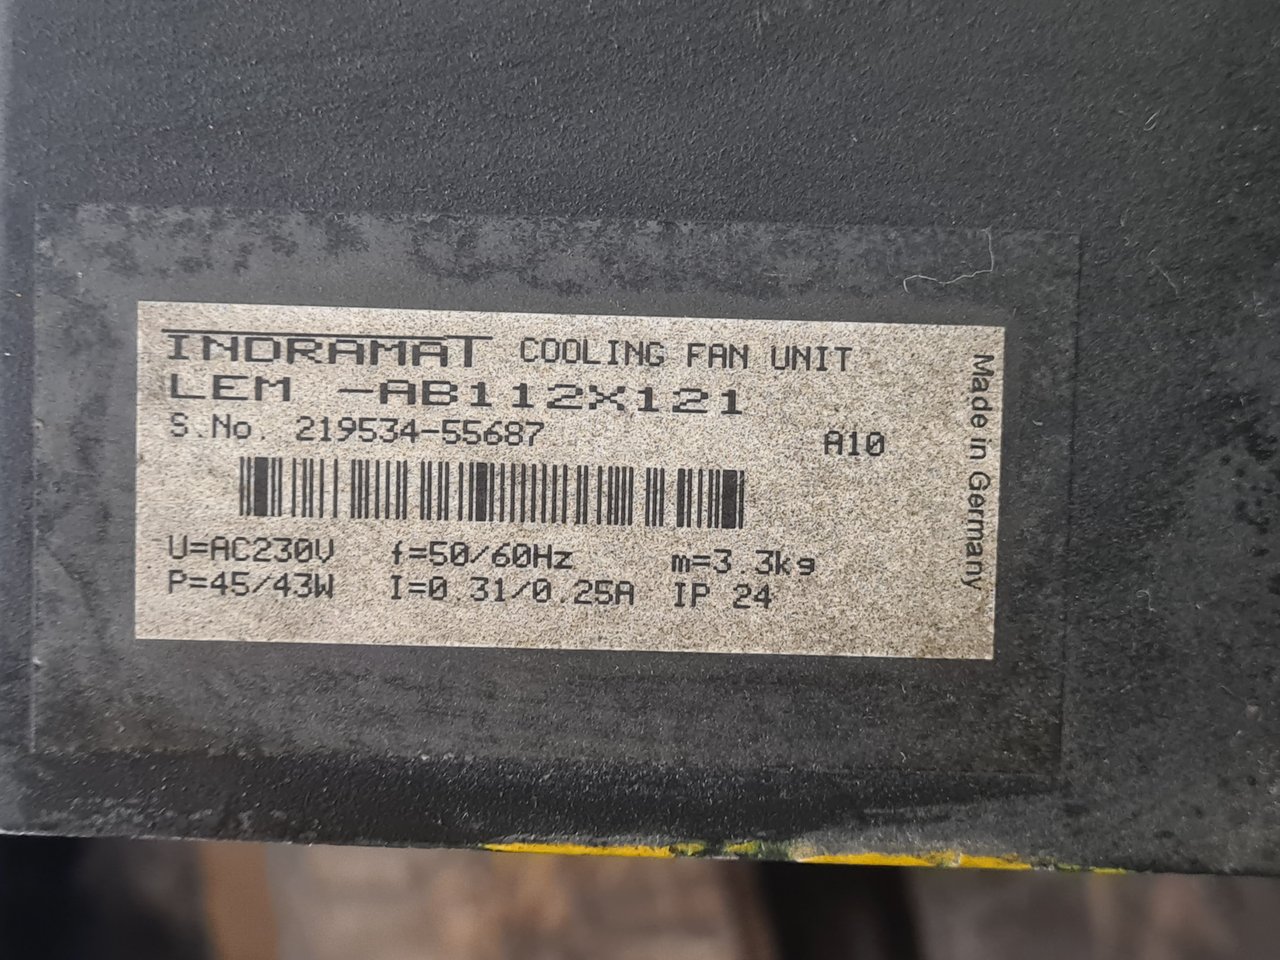 INDRAMAT COOLING FAN UNIT
LEM -AB112X121
S.No. 219534-55687 A10
U=AC230V f=50/60Hz m=3.3kg
P=45/43W I=0.31/0.25A IP 24
Made in Germany